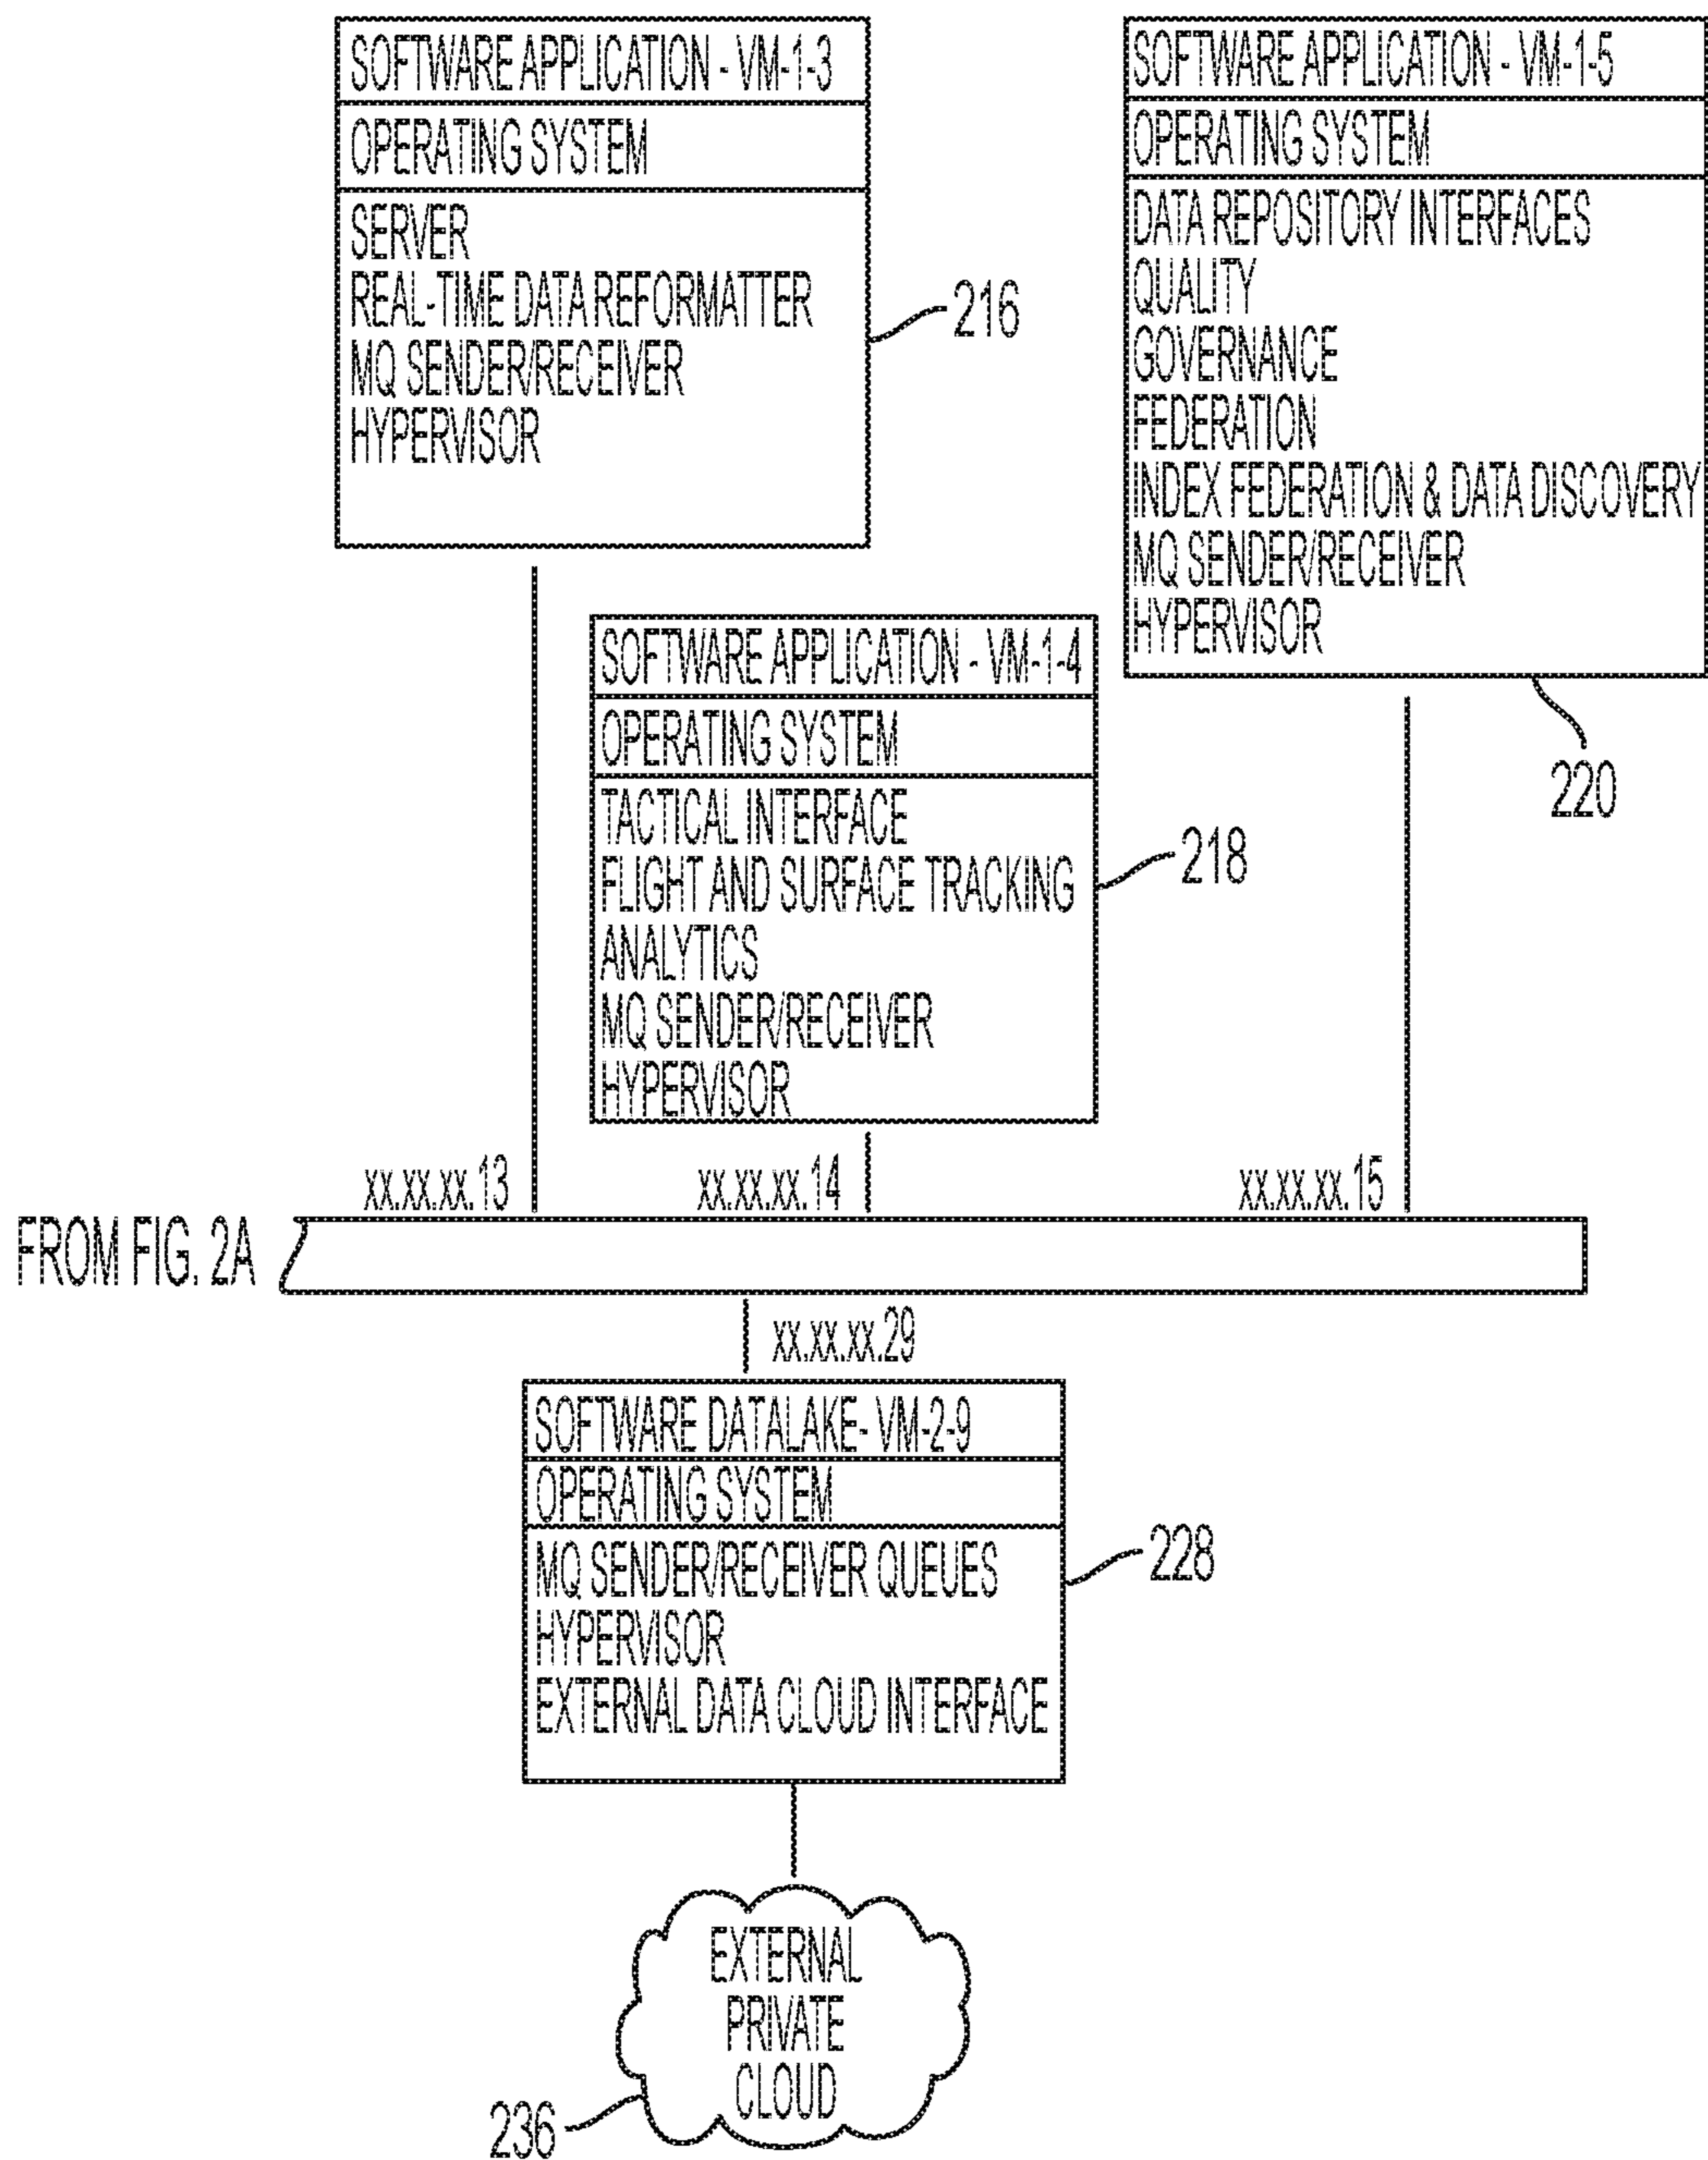 SOFTWARE APPLICATION - VM-1-3
OPERATING SYSTEM
SERVER
REAL-TIME DATA REFORMATTER
MQ SENDER/RECEIVER
HYPERVISOR
216
SOFTWARE APPLICATION - VM-1-5
OPERATING SYSTEM
DATA REPOSITORY INTERFACES
QUALITY
GOVERNANCE
FEDERATION
INDEX FEDERATION & DATA DISCOVERY
MQ SENDER/RECEIVER
HYPERVISOR
220
SOFTWARE APPLICATION - VM-1-4
OPERATING SYSTEM
TACTICAL INTERFACE
FLIGHT AND SURFACE TRACKING
ANALYTICS
MQ SENDER/RECEIVER
HYPERVISOR
218
xx.xx.xx.13
xx.xx.xx.14
xx.xx.xx.15
FROM FIG. 2A
xx.xx.xx.29
SOFTWARE DATALAKE- VM-2-9
OPERATING SYSTEM
MQ SENDER/RECEIVER QUEUES
HYPERVISOR
EXTERNAL DATA CLOUD INTERFACE
228
EXTERNAL
PRIVATE
CLOUD
236